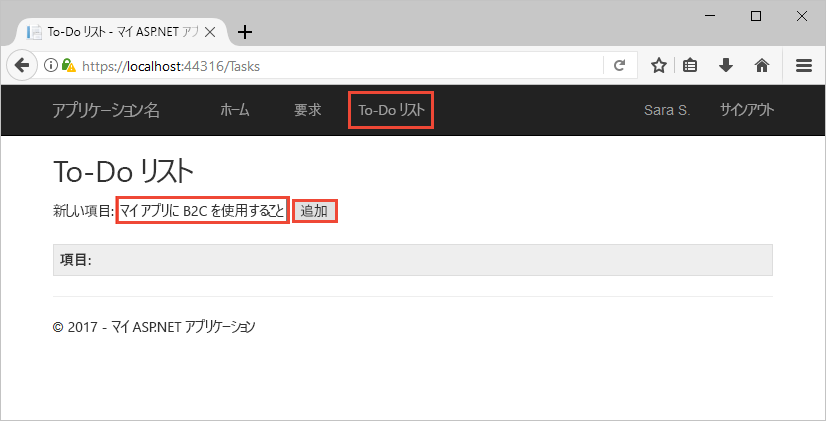 To-Do リスト - マイ ASP.NET アプ
https://localhost:44316/Tasks
アプリケーション名 ホーム 要求 To-Do リスト Sara S. サインアウト
To-Do リスト
新しい項目: マイ アプリに B2C を使用すること 追加
項目:
© 2017 - マイ ASP.NET アプリケーション